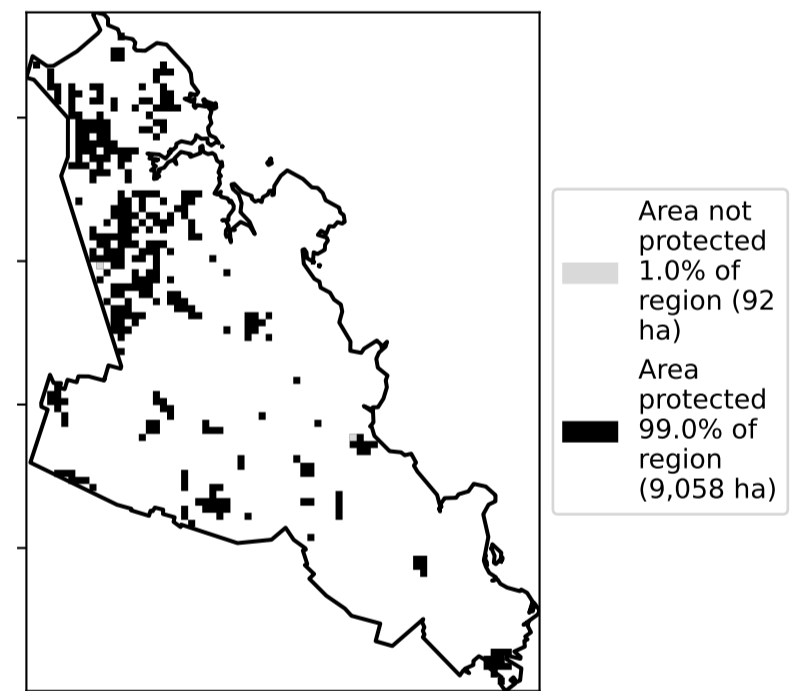 Area not
protected
1.0% of
region (92
ha)
Area
protected
99.0% of
region
(9,058 ha)